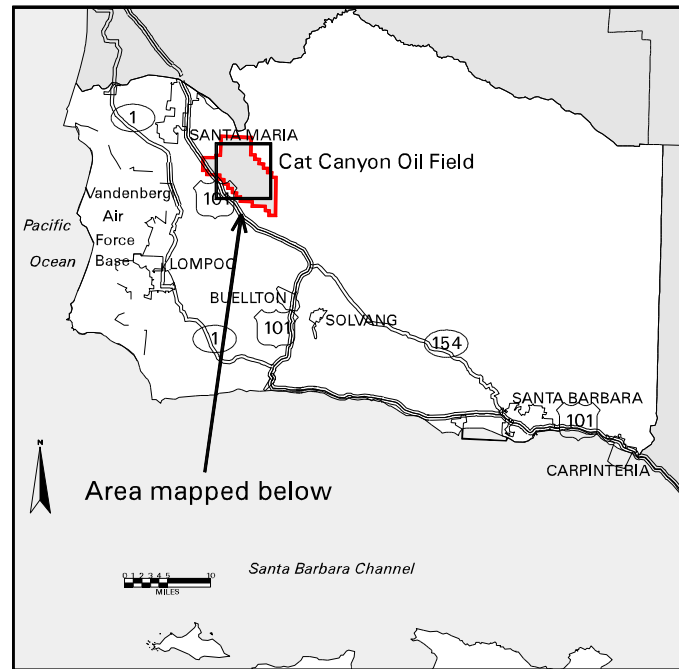 1
SANTA MARIA
Cat Canyon Oil Field
101
Vandenberg
Air
Force
Base
Pacific
Ocean
LOMPOC
BUELLTON
101
SOLVANG
1
154
SANTA BARBARA
101
CARPINTERIA
N
Area mapped below
Santa Barbara Channel
0 1 2 3 4 5 10
MILES